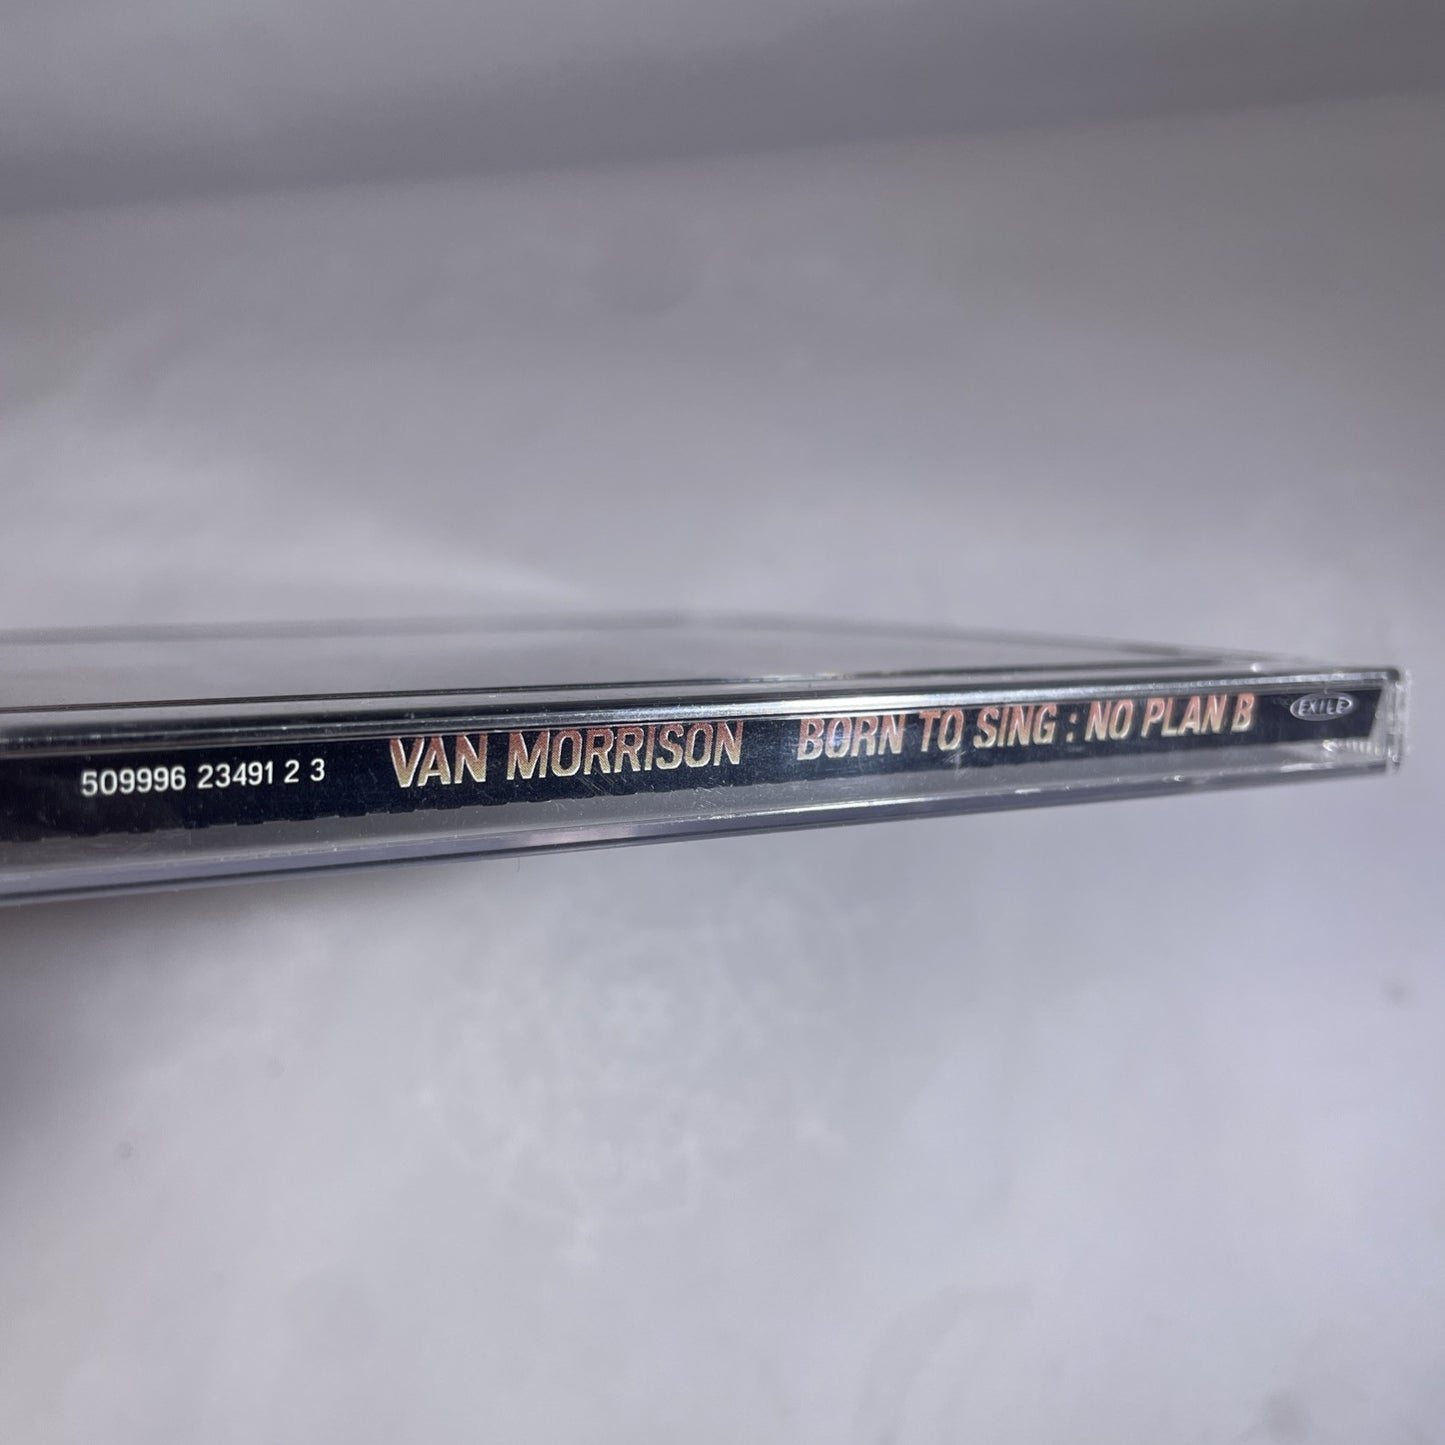 509996 23491 2 3 VAN MORRISON BORN TO SING : NO PLAN B EXILE